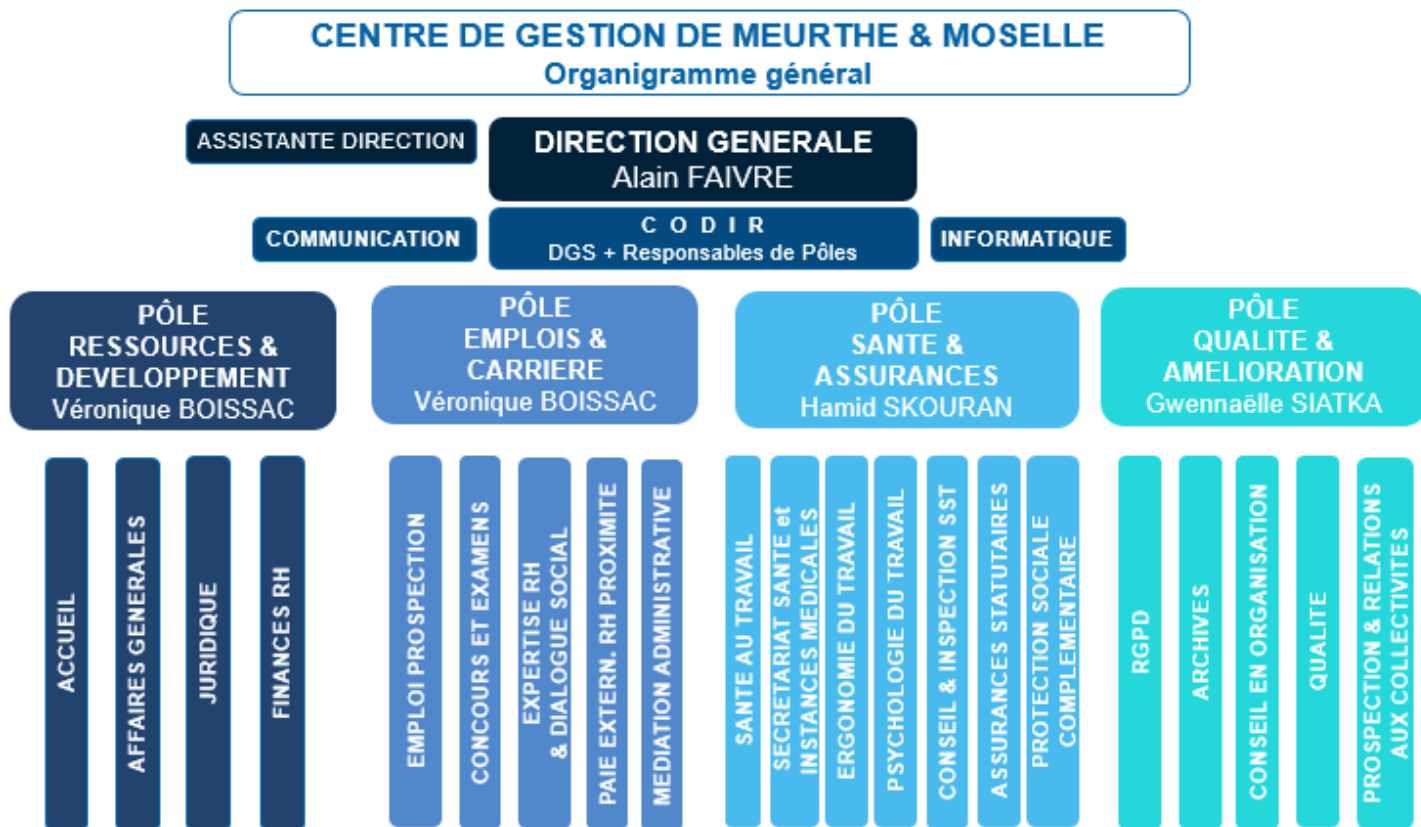 CENTRE DE GESTION DE MEURTHE & MOSELLE
Organigramme général
ASSISTANTE DIRECTION
DIRECTION GENERALE
Alain FAIVRE
COMMUNICATION
C O D I R
DGS + Responsables de Pôles
INFORMATIQUE
PÔLE
RESSOURCES &
DEVELOPPEMENT
Véronique BOISSAC
PÔLE
EMPLOIS &
CARRIERE
Véronique BOISSAC
PÔLE
SANTE &
ASSURANCES
Hamid SKOURAN
PÔLE
QUALITE &
AMELIORATION
Gwennaëlle SIATKA
ACCUEIL
AFFAIRES GENERALES
JURIDIQUE
FINANCES RH
EMPLOI PROSPECTION
CONCOURS ET EXAMENS
EXPERTISE RH
& DIALOGUE SOCIAL
PAIE EXTERN. RH PROXIMITE
MEDIATION ADMINISTRATIVE
SANTE AU TRAVAIL
SECRETARIAT SANTE et
INSTANCES MEDICALES
ERGONOMIE DU TRAVAIL
PSYCHOLOGIE DU TRAVAIL
CONSEIL & INSPECTION SST
ASSURANCES STATUTAIRES
PROTECTION SOCIALE
COMPLEMENTAIRE
RGPD
ARCHIVES
CONSEIL EN ORGANISATION
QUALITE
PROSPECTION & RELATIONS
AUX COLLECTIVITES